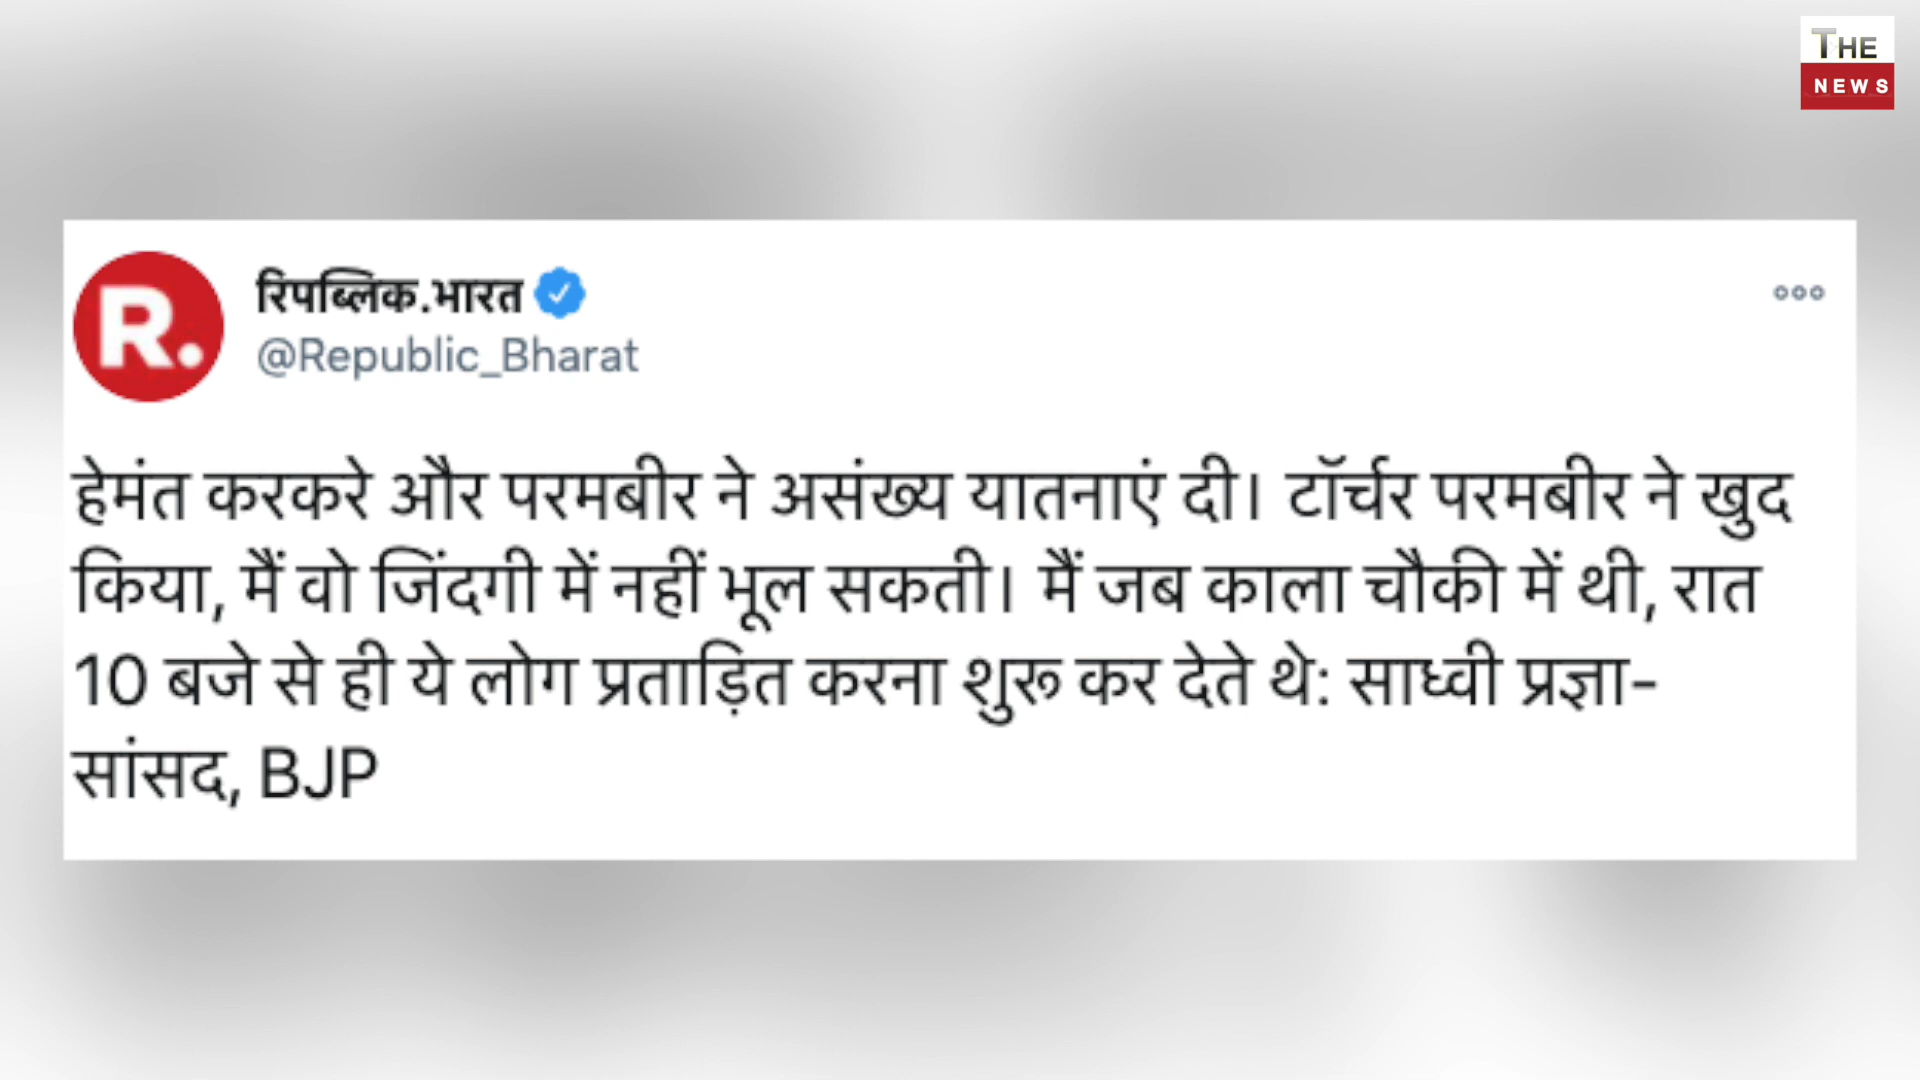 THE
NEWS
R.
रिपब्लिक.भारत
@Republic_Bharat
हेमंत करकरे और परमबीर ने असंख्य यातनाएं दी। टॉर्चर परमबीर ने खुद
किया, मैं वो जिंदगी में नहीं भूल सकती। मैं जब काला चौकी में थी, रात
10 बजे से ही ये लोग प्रताड़ित करना शुरू कर देते थे: साध्वी प्रज्ञा-
सांसद, BJP